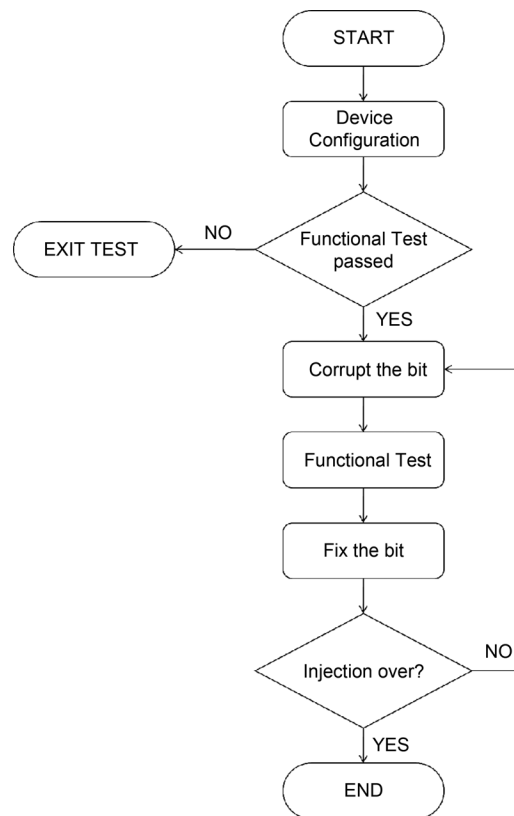 START
Device
Configuration
Functional Test
passed
NO
EXIT TEST
YES
Corrupt the bit
Functional Test
Fix the bit
Injection over?
NO
YES
END